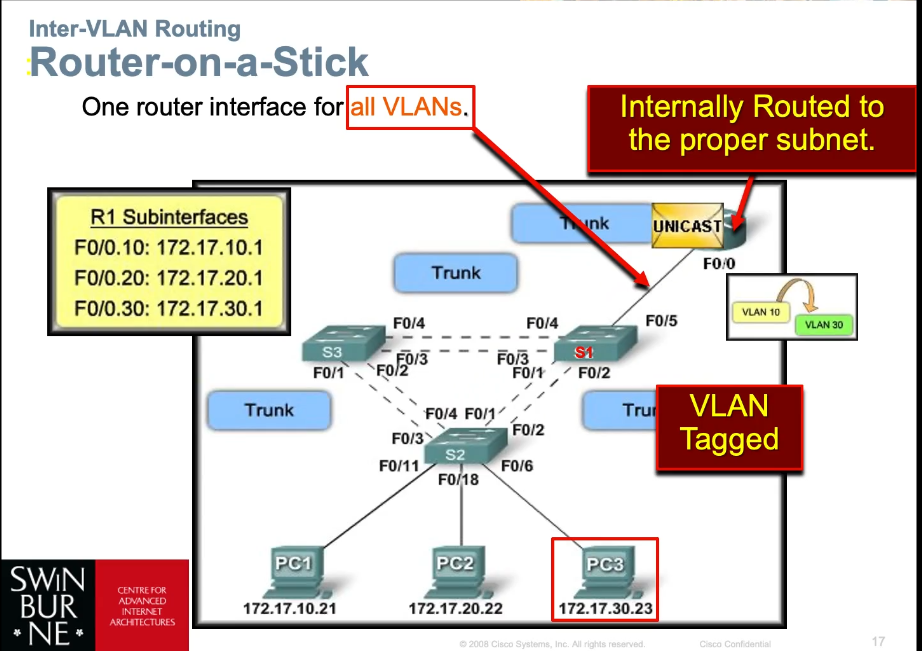 Inter-VLAN Routing
Router-on-a-Stick
One router interface for all VLANs.
Internally Routed to
the proper subnet.
R1 Subinterfaces
F0/0.10: 172.17.10.1
F0/0.20: 172.17.20.1
F0/0.30: 172.17.30.1
Trunk
UNICAST
F0/0
Trunk
VLAN 10
VLAN 30
F0/4
F0/4
F0/5
S3
S1
F0/3
F0/3
F0/1
F0/2
F0/1
F0/2
Trunk
Tru
VLAN
Tagged
F0/4
F0/1
F0/3
F0/2
S2
F0/11
F0/6
F0/18
PC1
PC2
PC3
172.17.10.21
172.17.20.22
172.17.30.23
SWIN
BUR
*NE*
CENTRE FOR
ADVANCED
INTERNET
ARCHITECTURES
© 2008 Cisco Systems, Inc. All rights reserved.
Cisco Confidential
17